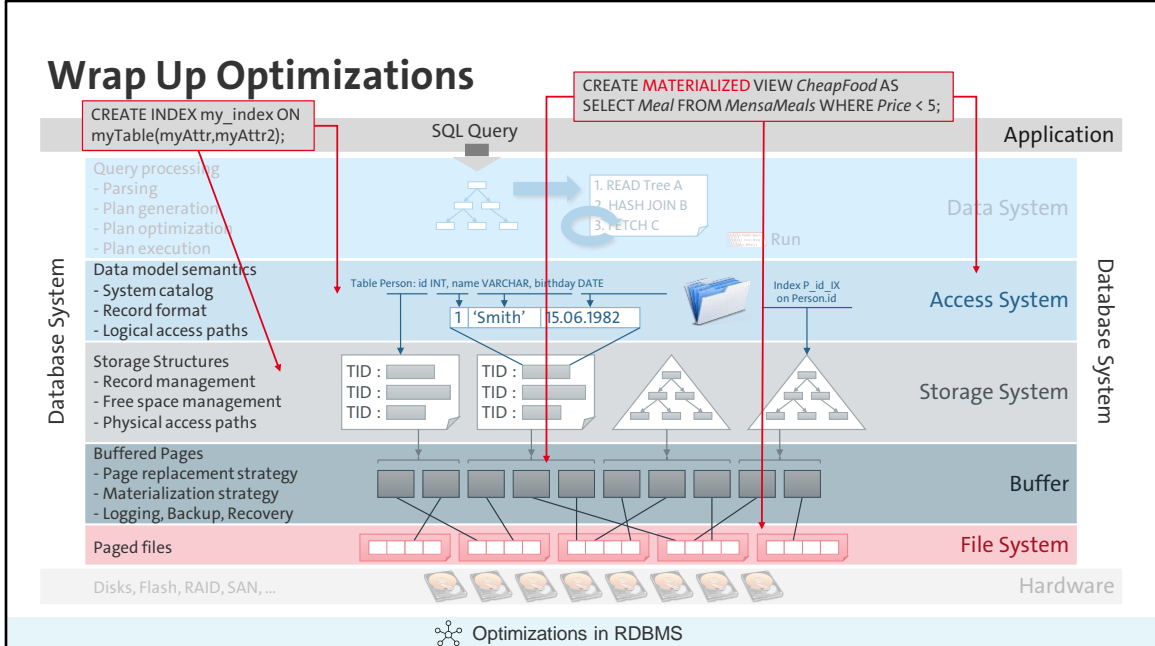 Wrap Up Optimizations
CREATE INDEX my_index ON
myTable(myAttr,myAttr2);
CREATE MATERIALIZED VIEW CheapFood AS
SELECT Meal FROM MensaMeals WHERE Price < 5;
SQL Query
Application
Database System
Query processing
- Parsing
- Plan generation
- Plan optimization
- Plan execution
1. READ Tree A
2. HASH JOIN B
3. FETCH C
Run
Data System
Data model semantics
- System catalog
- Record format
- Logical access paths
Table Person: id INT, name VARCHAR, birthday DATE
1 'Smith' 15.06.1982
Index P_id_IX
on Person.id
Access System
Storage Structures
- Record management
- Free space management
- Physical access paths
TID :
TID :
TID :
TID :
TID :
TID :
Storage System
Buffered Pages
- Page replacement strategy
- Materialization strategy
- Logging, Backup, Recovery
Buffer
Paged files
File System
Disks, Flash, RAID, SAN, ...
Hardware
Database System
Optimizations in RDBMS